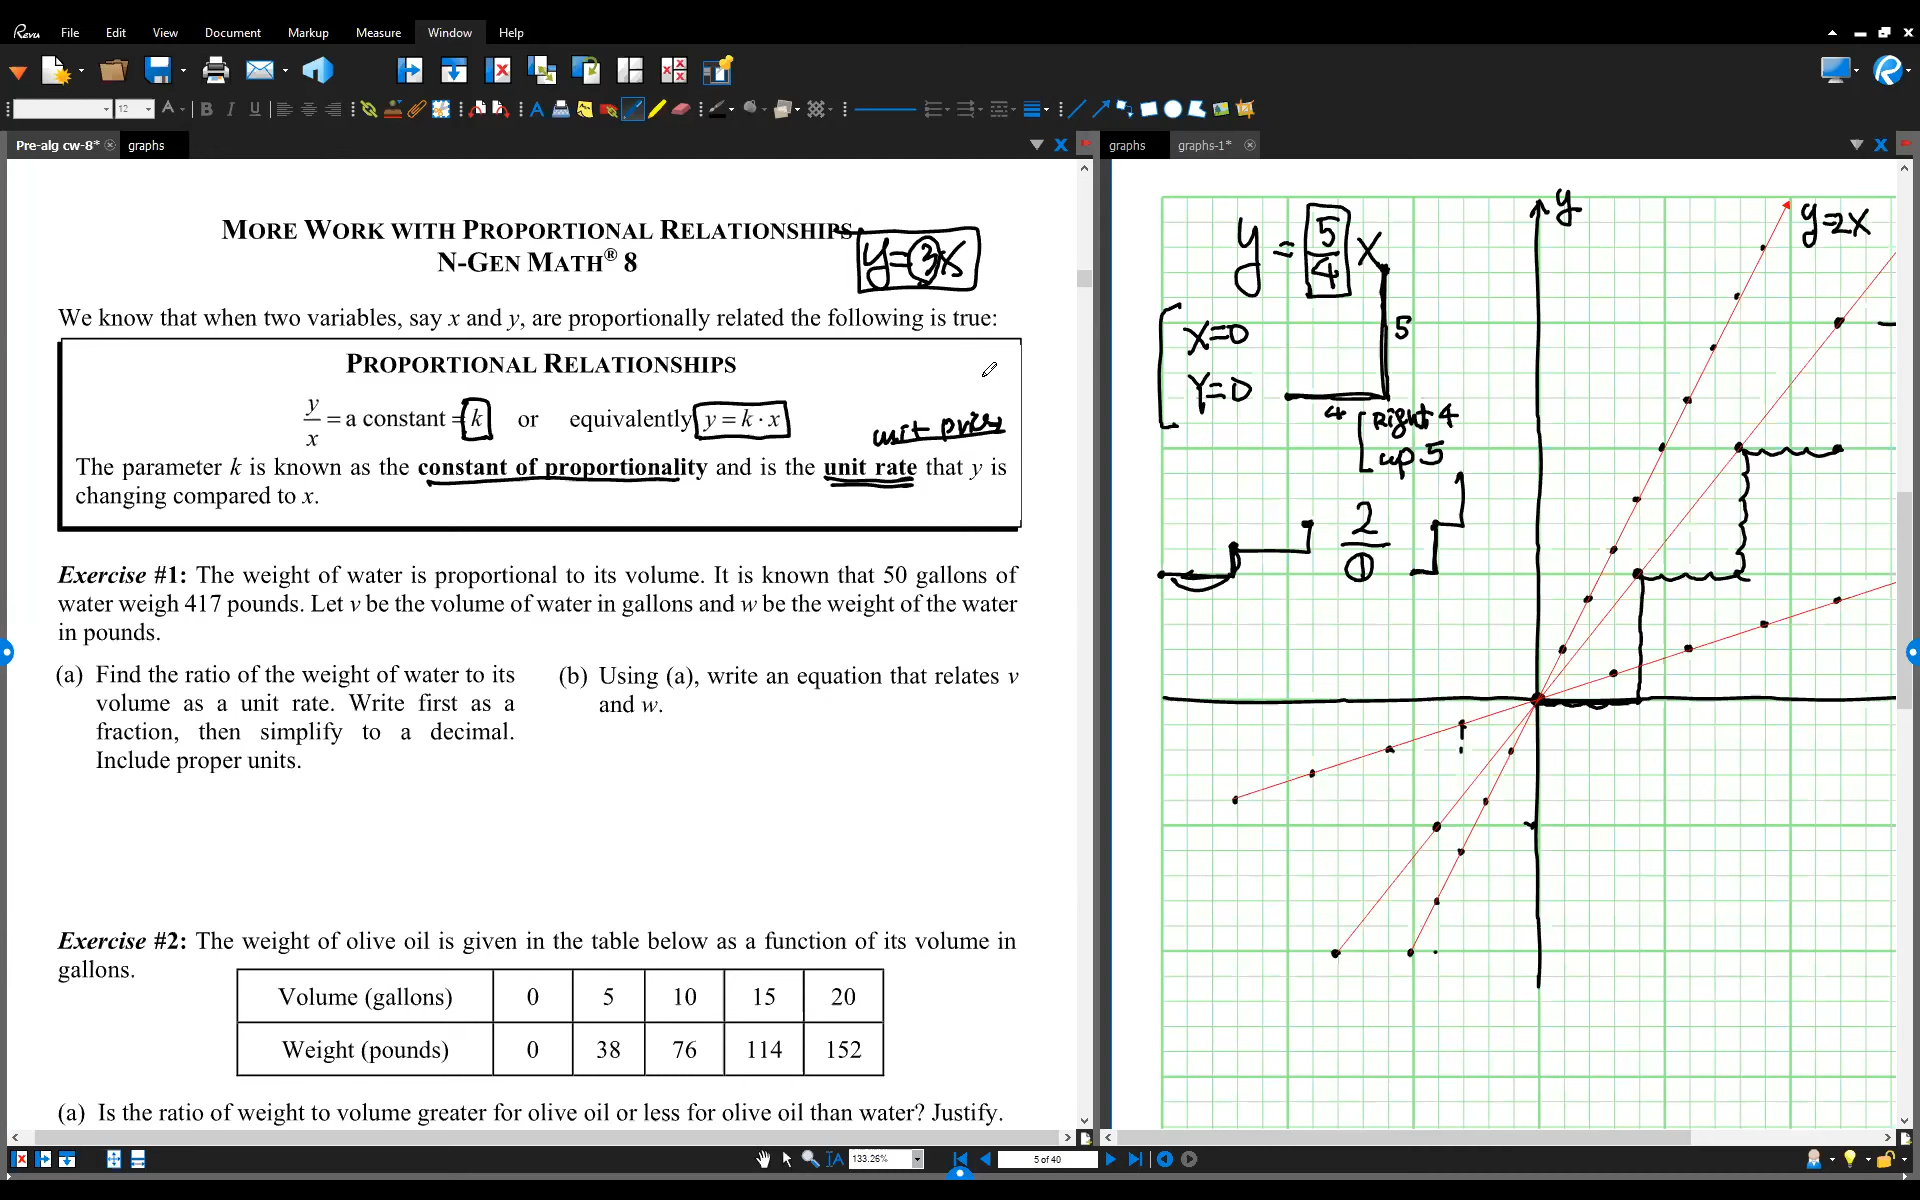 Revu File Edit View Document Markup Measure Window Help
12
Pre-alg cw-8* graphs
graphs graphs-1*
MORE WORK WITH PROPORTIONAL RELATIONSHIPS
N-GEN MATH® 8
y=3x
We know that when two variables, say x and y, are proportionally related the following is true:
PROPORTIONAL RELATIONSHIPS
y/x = a constant = k or equivalently y = k · x
unit price
The parameter k is known as the constant of proportionality and is the unit rate that y is
changing compared to x.
Exercise #1: The weight of water is proportional to its volume. It is known that 50 gallons of
water weigh 417 pounds. Let v be the volume of water in gallons and w be the weight of the water
in pounds.
(a) Find the ratio of the weight of water to its
volume as a unit rate. Write first as a
fraction, then simplify to a decimal.
Include proper units.
(b) Using (a), write an equation that relates v
and w.
Exercise #2: The weight of olive oil is given in the table below as a function of its volume in
gallons.
Volume (gallons) 0 5 10 15 20
Weight (pounds) 0 38 76 114 152
(a) Is the ratio of weight to volume greater for olive oil or less for olive oil than water? Justify.
y = 5/4 x
y
y=2x
x=0
y=0
5
4
Right 4
up 5
2/1
133.26%
5 of 40